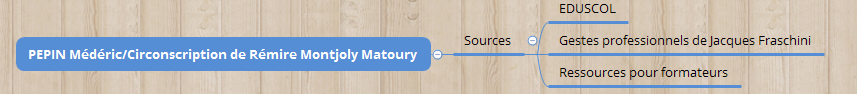 EDUSCOL
PEPIN Médéric/Circonscription de Rémire Montjoly Matoury
Sources
Gestes professionnels de Jacques Fraschini
Ressources pour formateurs